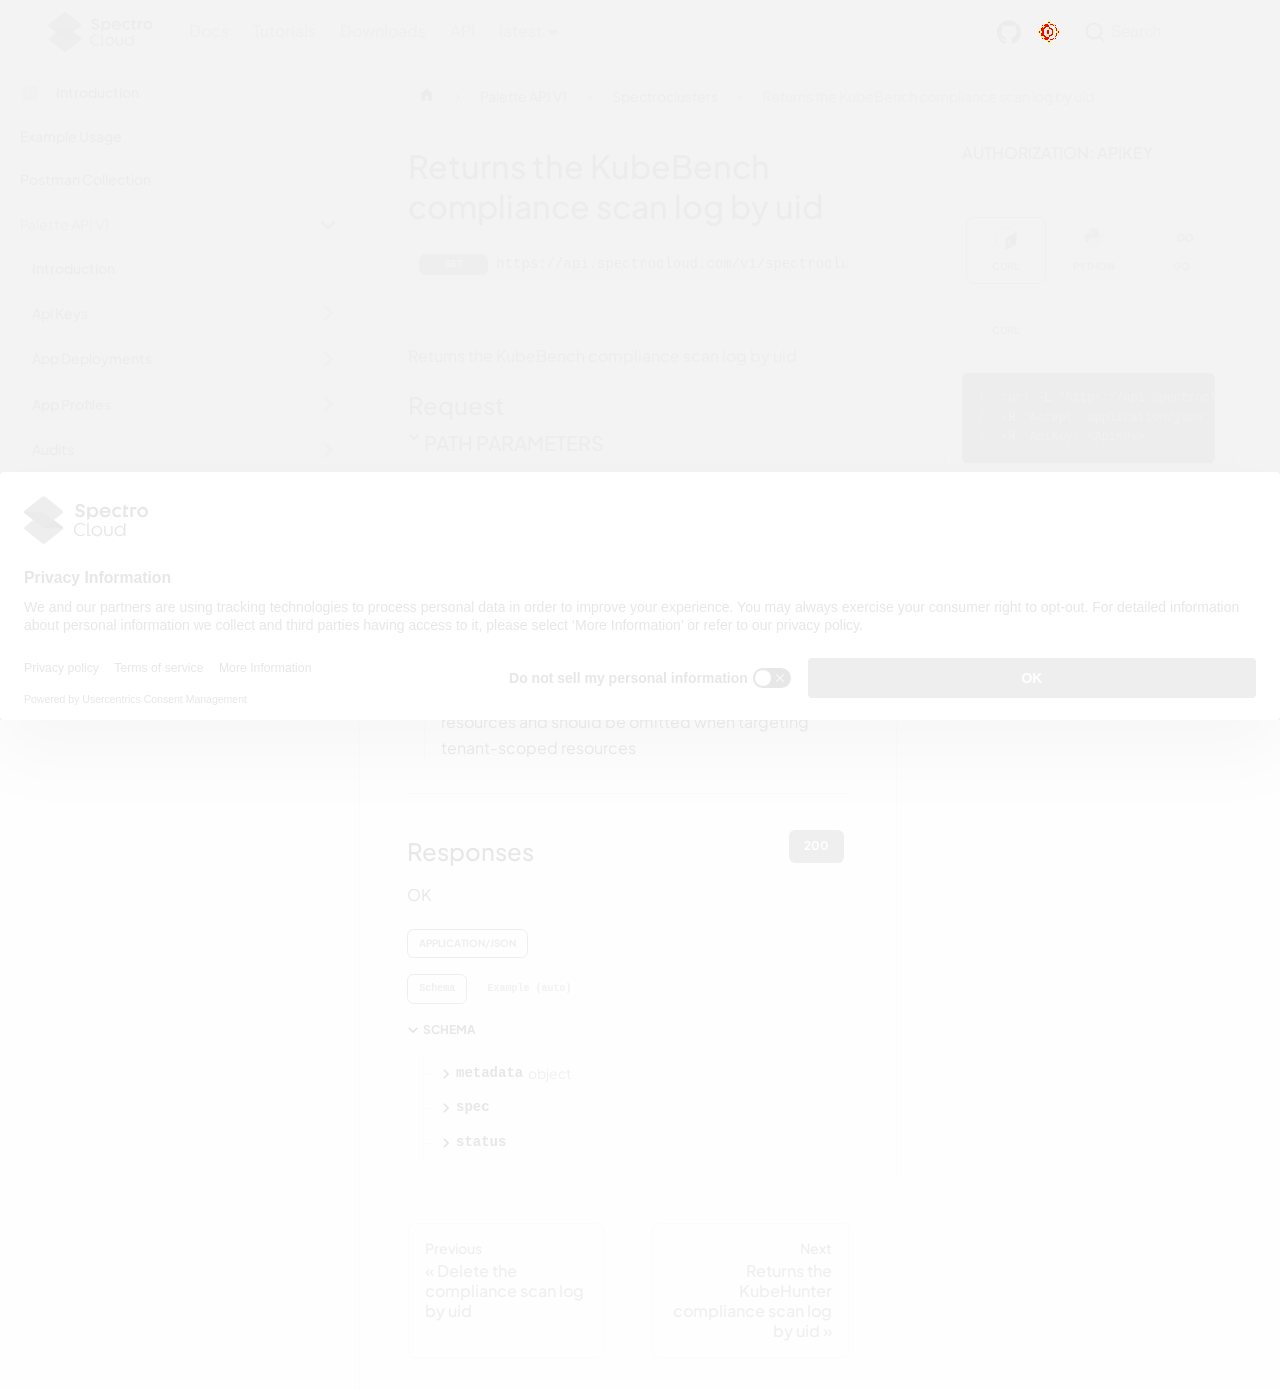 Spectro Cloud
Docs Tutorials Downloads API latest
Search
Introduction
Example Usage
Postman Collection
Palette API V1
Introduction
Api Keys
App Deployments
App Profiles
Audits
Palette API V1 Spectroclusters Returns the KubeBench compliance scan log by uid
Returns the KubeBench
compliance scan log by uid
GET https://api.spectrocloud.com/v1/spectroclu
Returns the KubeBench compliance scan log by uid
Request
PATH PARAMETERS
AUTHORIZATION: APIKEY
CURL PYTHON GO
CURL
Spectro
Cloud
Privacy Information
We and our partners are using tracking technologies to process personal data in order to improve your experience. You may always exercise your consumer right to opt-out. For detailed information
about personal information we collect and third parties having access to it, please select 'More Information' or refer to our privacy policy.
Privacy policy Terms of service More Information
Do not sell my personal information
OK
Powered by Usercentrics Consent Management
resources and should be omitted when targeting
tenant-scoped resources
Responses
200
OK
APPLICATION/JSON
Schema Example (auto)
SCHEMA
metadata object
spec
status
Previous
« Delete the
compliance scan log
by uid
Next
Returns the
KubeHunter
compliance scan log
by uid »